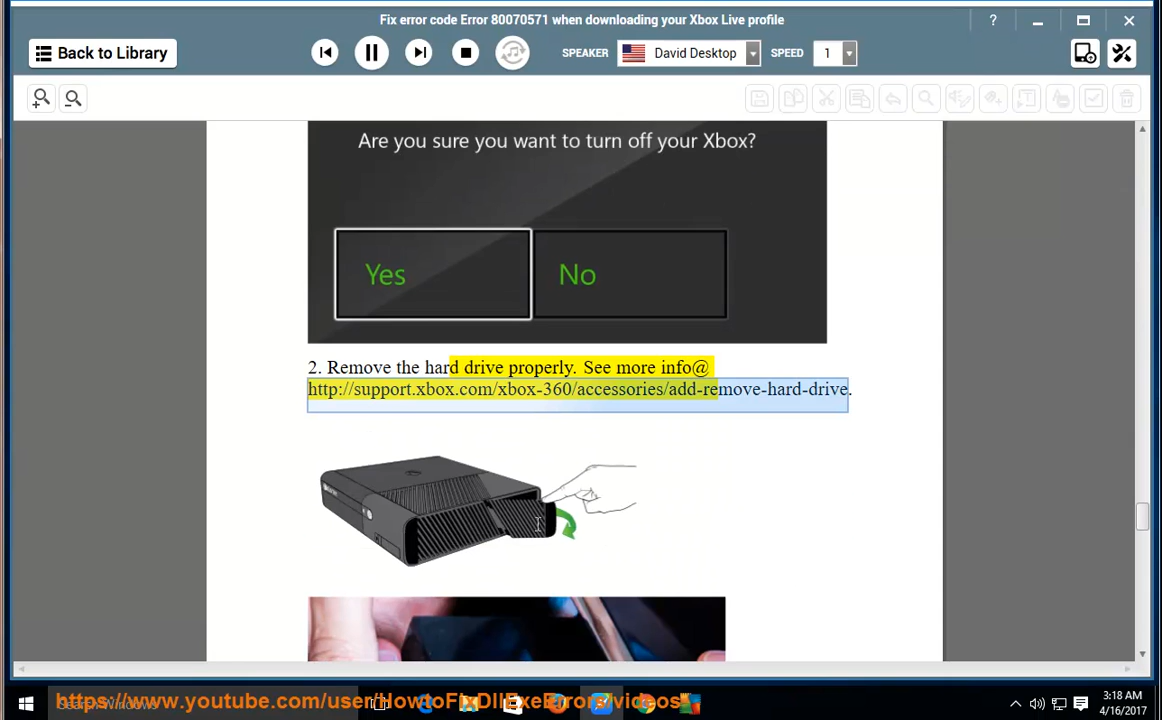 Fix error code Error 80070571 when downloading your Xbox Live profile
?
Back to Library
SPEAKER
David Desktop
SPEED
1
Are you sure you want to turn off your Xbox?
Yes
No
2. Remove the hard drive properly. See more info@
http://support.xbox.com/xbox-360/accessories/add-remove-hard-drive.
https://www.youtube.com/user/HowtoFixDllExeErrors/videos
3:18 AM
4/16/2017